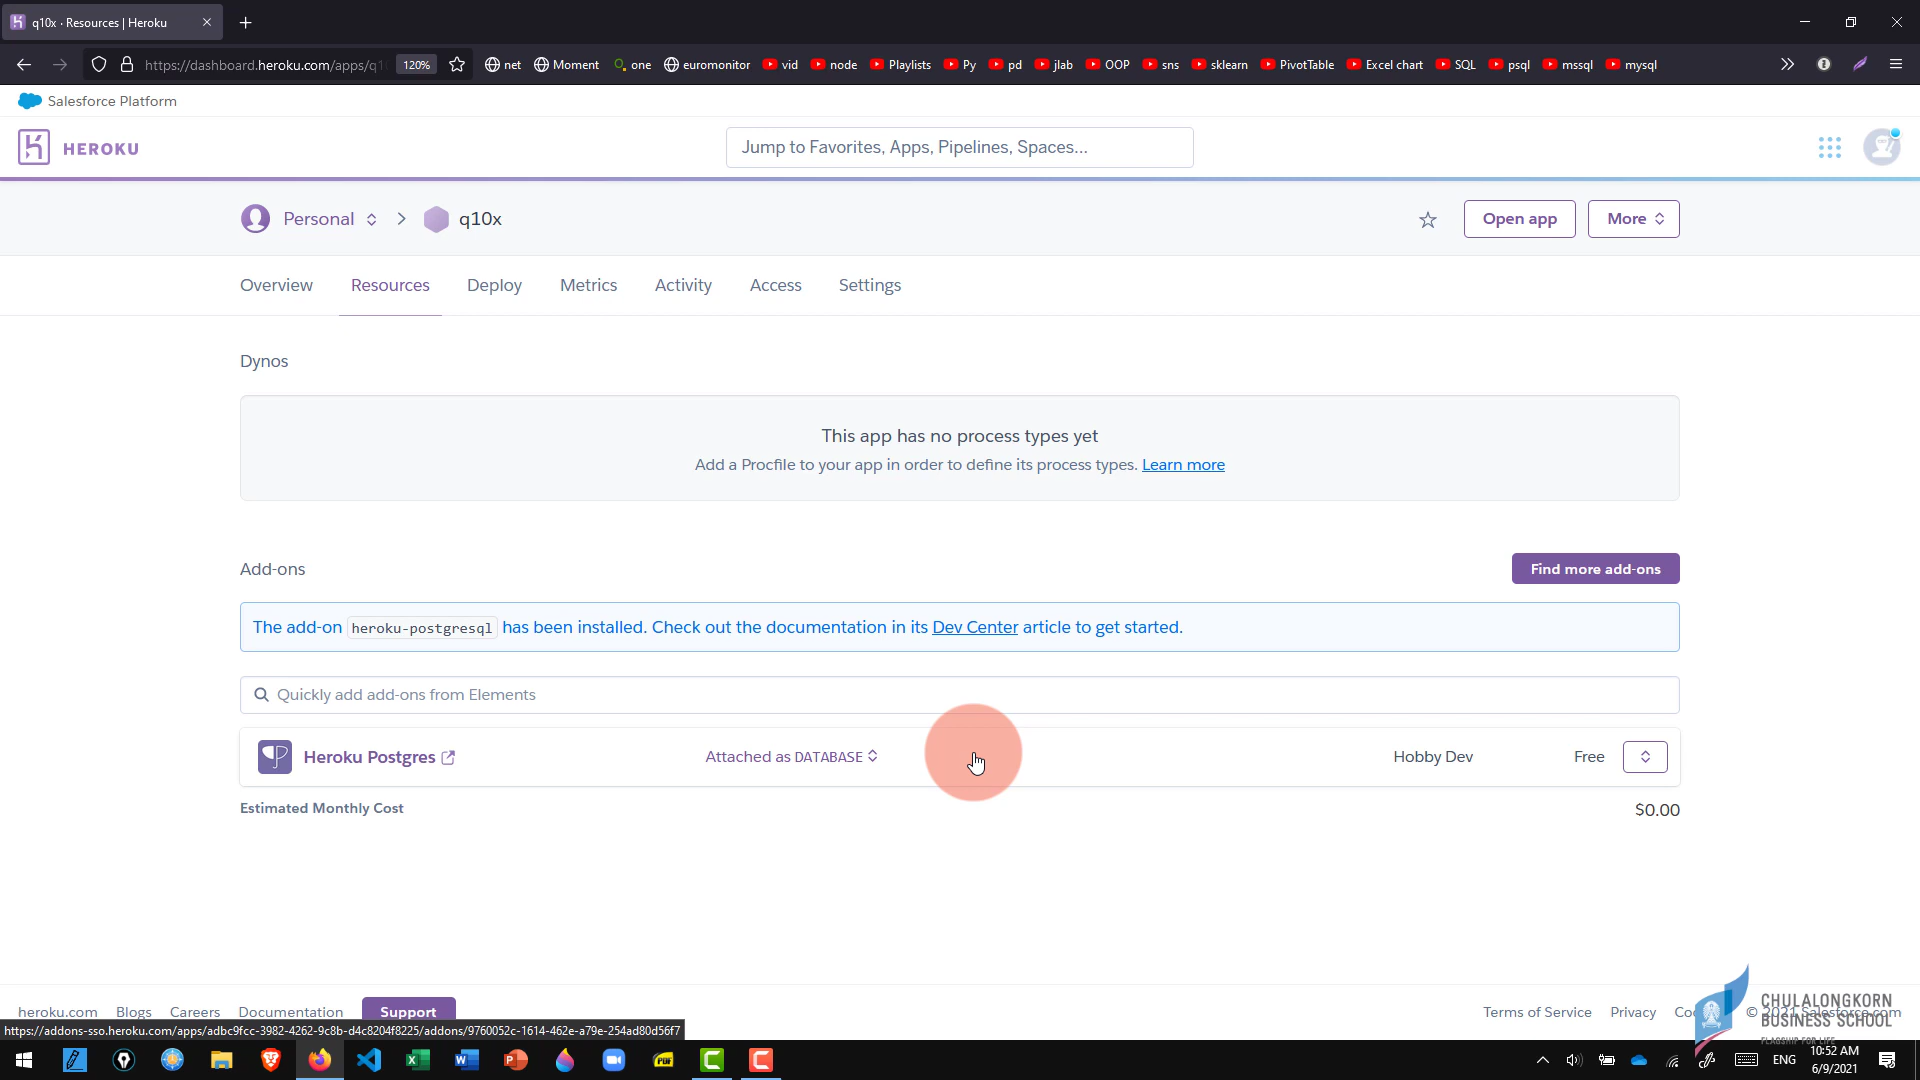 q10x · Resources | Heroku
https://dashboard.heroku.com/apps/q1
120%
net
Moment
one
euromonitor
vid
node
Playlists
Py
pd
jlab
OOP
sns
sklearn
PivotTable
Excel chart
SQL
psql
mssql
mysql
Salesforce Platform
HEROKU
Jump to Favorites, Apps, Pipelines, Spaces...
Personal
q10x
Open app
More
Overview
Resources
Deploy
Metrics
Activity
Access
Settings
Dynos
This app has no process types yet
Add a Procfile to your app in order to define its process types. Learn more
Add-ons
Find more add-ons
The add-on heroku-postgresql has been installed. Check out the documentation in its Dev Center article to get started.
Quickly add add-ons from Elements
Heroku Postgres
Attached as DATABASE
Hobby Dev
Free
Estimated Monthly Cost
$0.00
heroku.com
Blogs
Careers
Documentation
Support
Terms of Service
Privacy
© 2021 Salesforce.com
CHULALONGKORN
BUSINESS SCHOOL
FLAGSHIP FOR LIFE
https://addons-sso.heroku.com/apps/adbc9fcc-3982-4262-9c8b-d4c8204f8225/addons/9760052c-1614-462e-a79e-254ad80d56f7
ENG
10:52 AM
6/9/2021